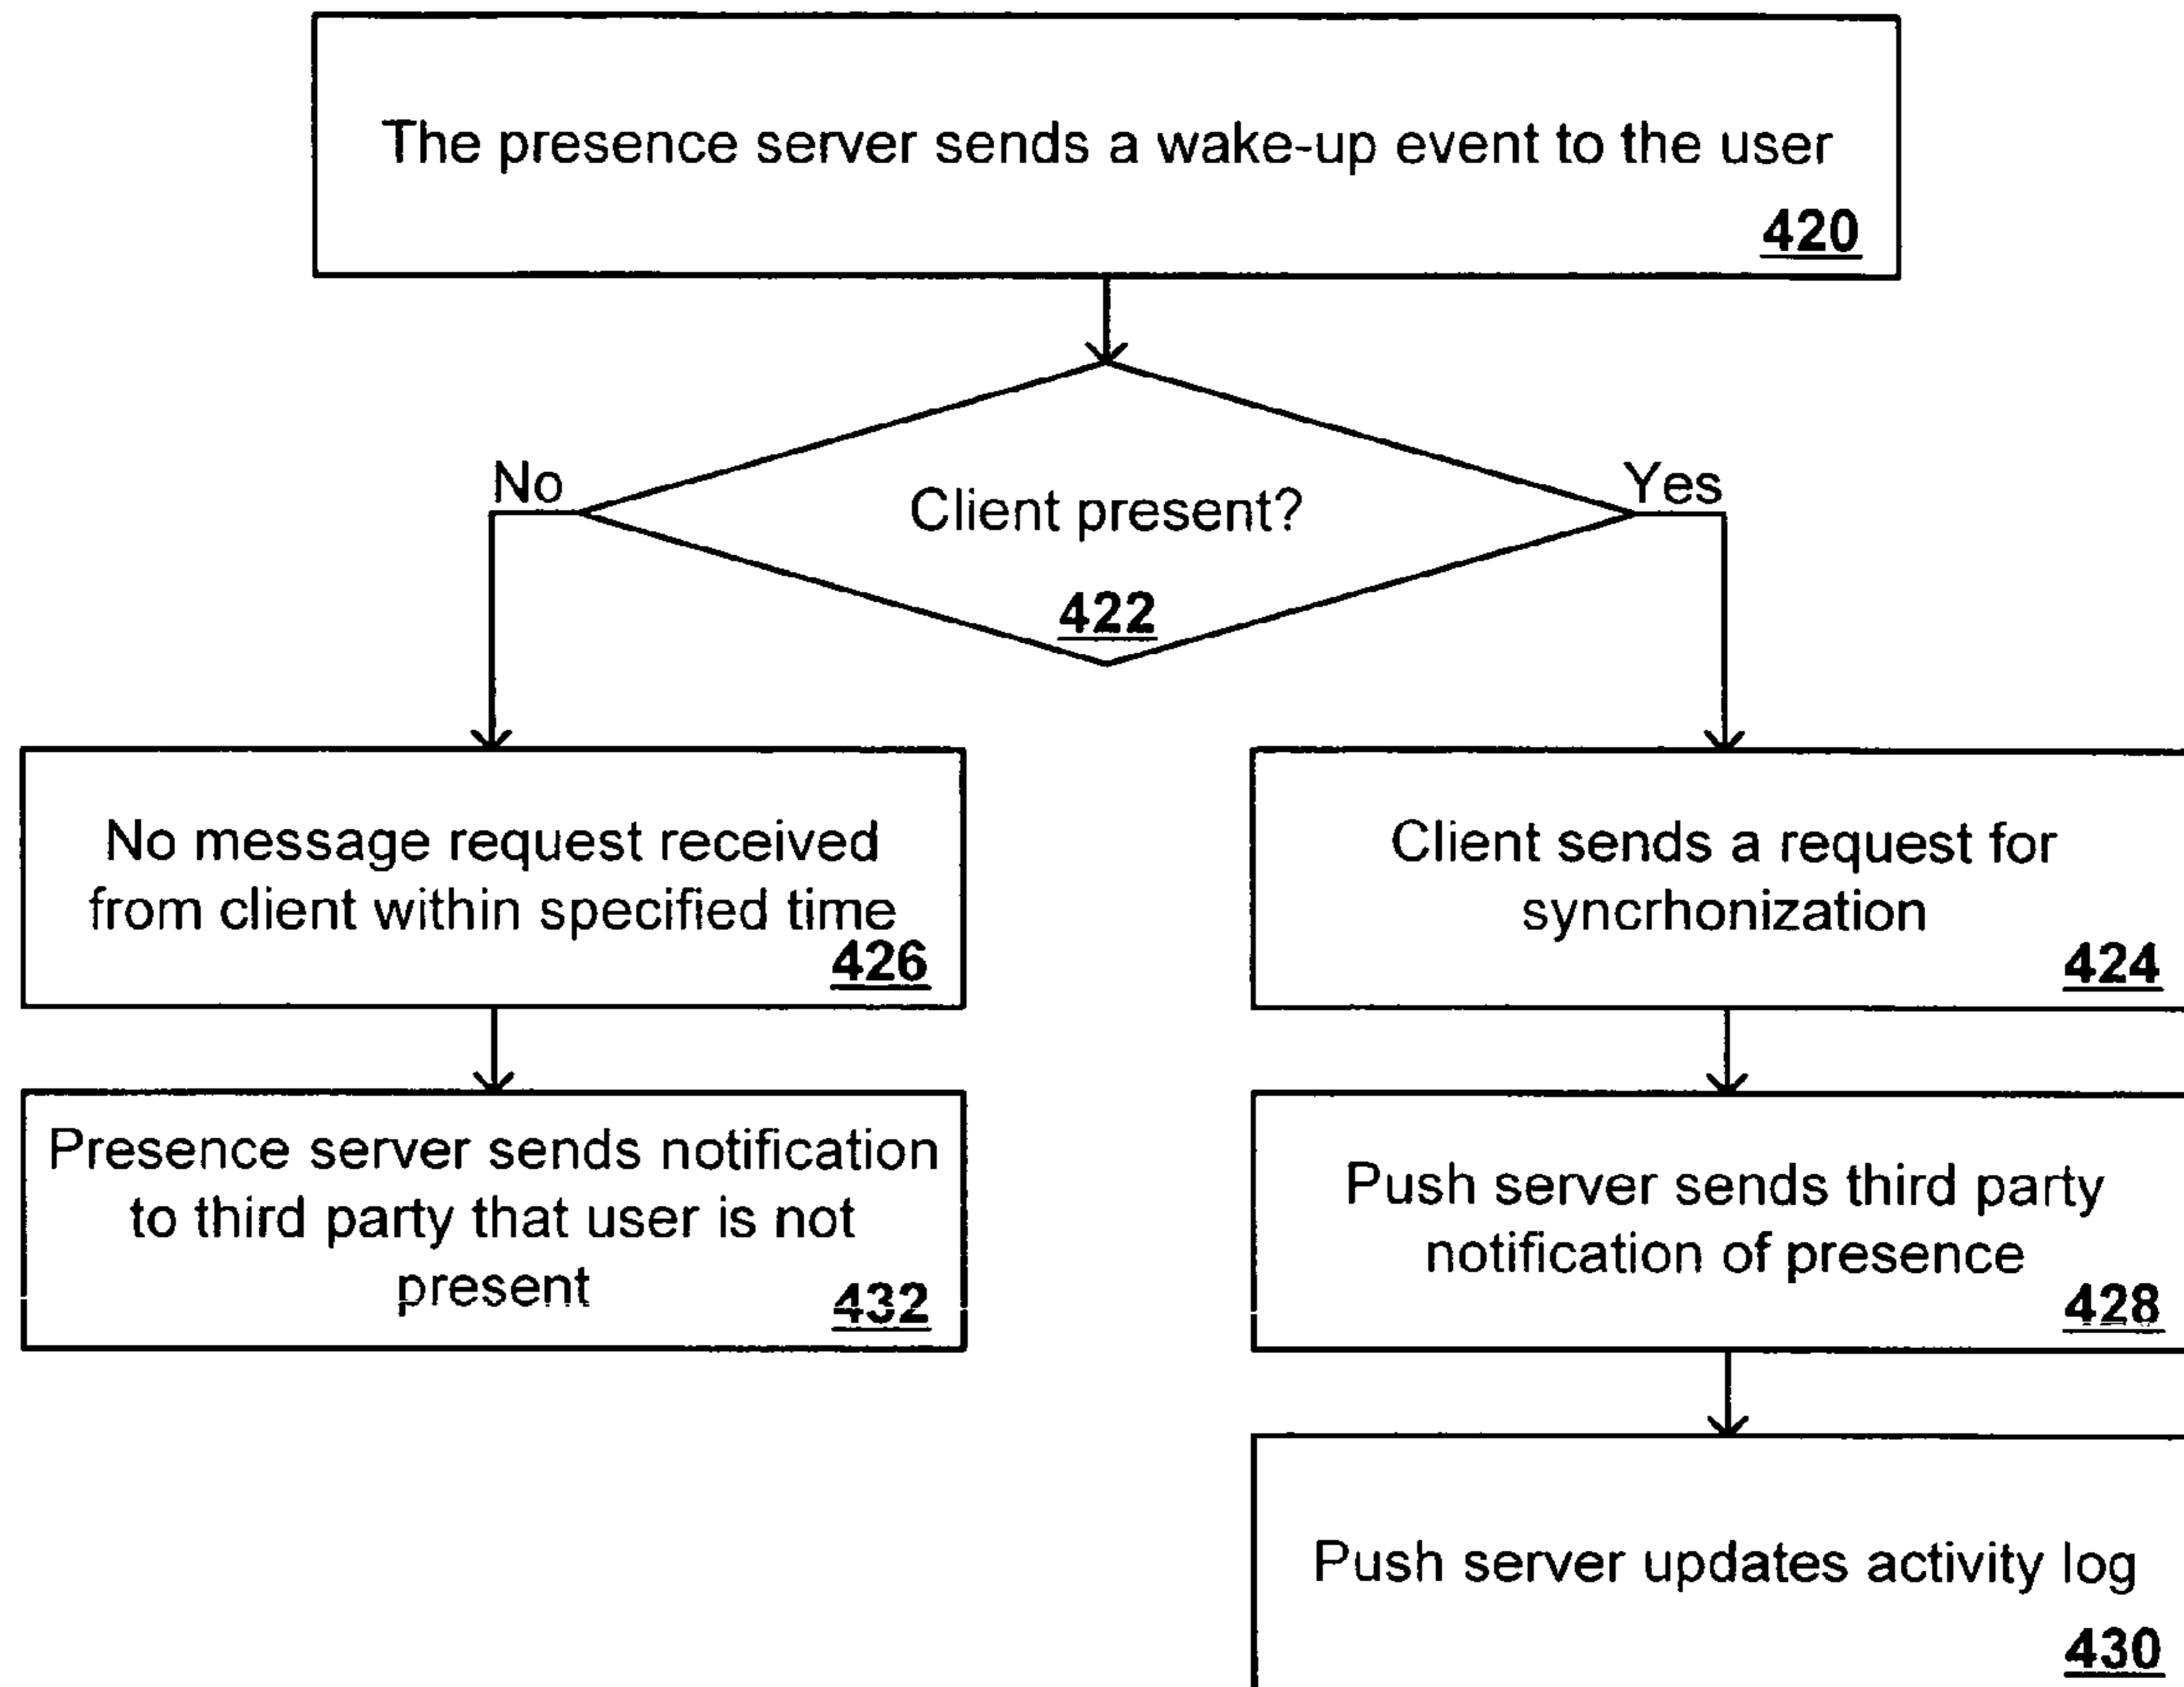 The presence server sends a wake-up event to the user
420
No
Yes
Client present?
422
No message request received
from client within specified time
426
Client sends a request for
syncrhonization
424
Presence server sends notification
to third party that user is not
present
432
Push server sends third party
notification of presence
428
Push server updates activity log
430